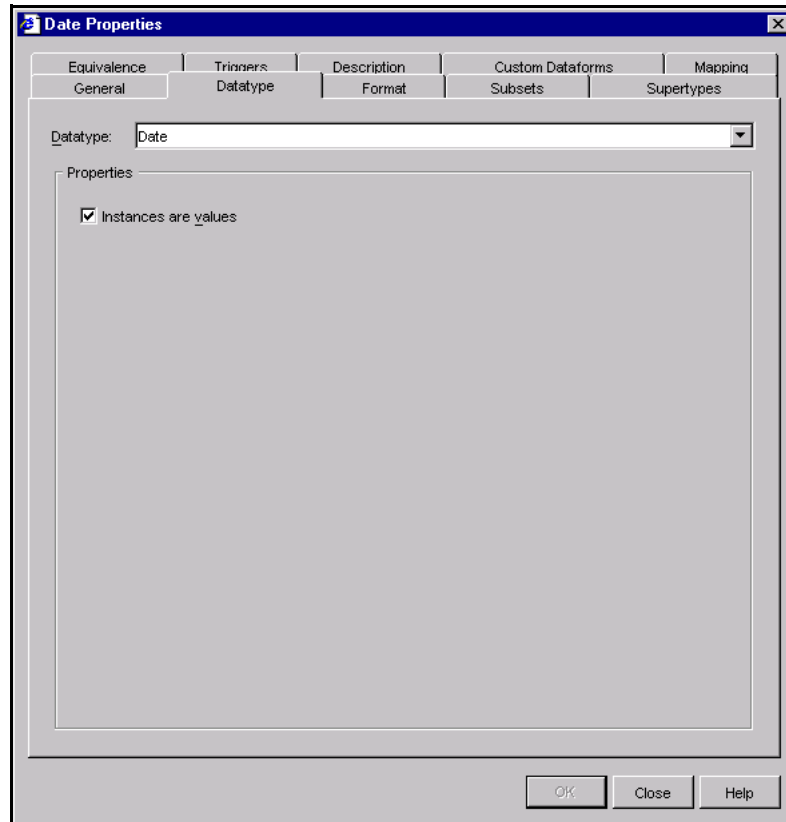 Date Properties
Equivalence Triggers Description Custom Dataforms Mapping
General Datatype Format Subsets Supertypes
Datatype: Date
Properties
Instances are values
OK Close Help